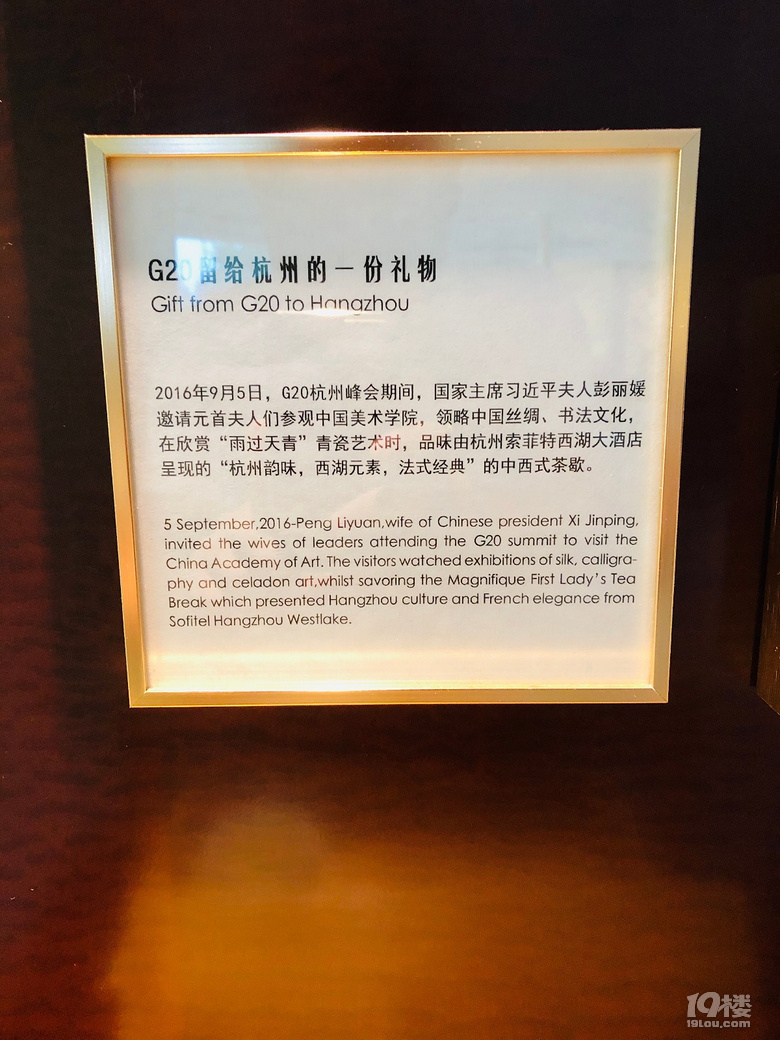 G20留给杭州的一份礼物
Gift from G20 to Hangzhou
2016年9月5日，G20杭州峰会期间，国家主席习近平夫人彭丽媛
邀请元首夫人们参观中国美术学院，领略中国丝绸、书法文化，
在欣赏“雨过天青”青瓷艺术时，品味由杭州索菲特西湖大酒店
呈现的“杭州韵味，西湖元素，法式经典”的中西式茶歇。
5 September,2016-Peng Liyuan,wife of Chinese president Xi Jinping,
invited the wives of leaders attending the G20 summit to visit the
China Academy of Art. The visitors watched exhibitions of silk, calligra-
phy and celadon art,whilst savoring the Magnifique First Lady's Tea
Break which presented Hangzhou culture and French elegance from
Sofitel Hangzhou Westlake.
19楼
19lou.com